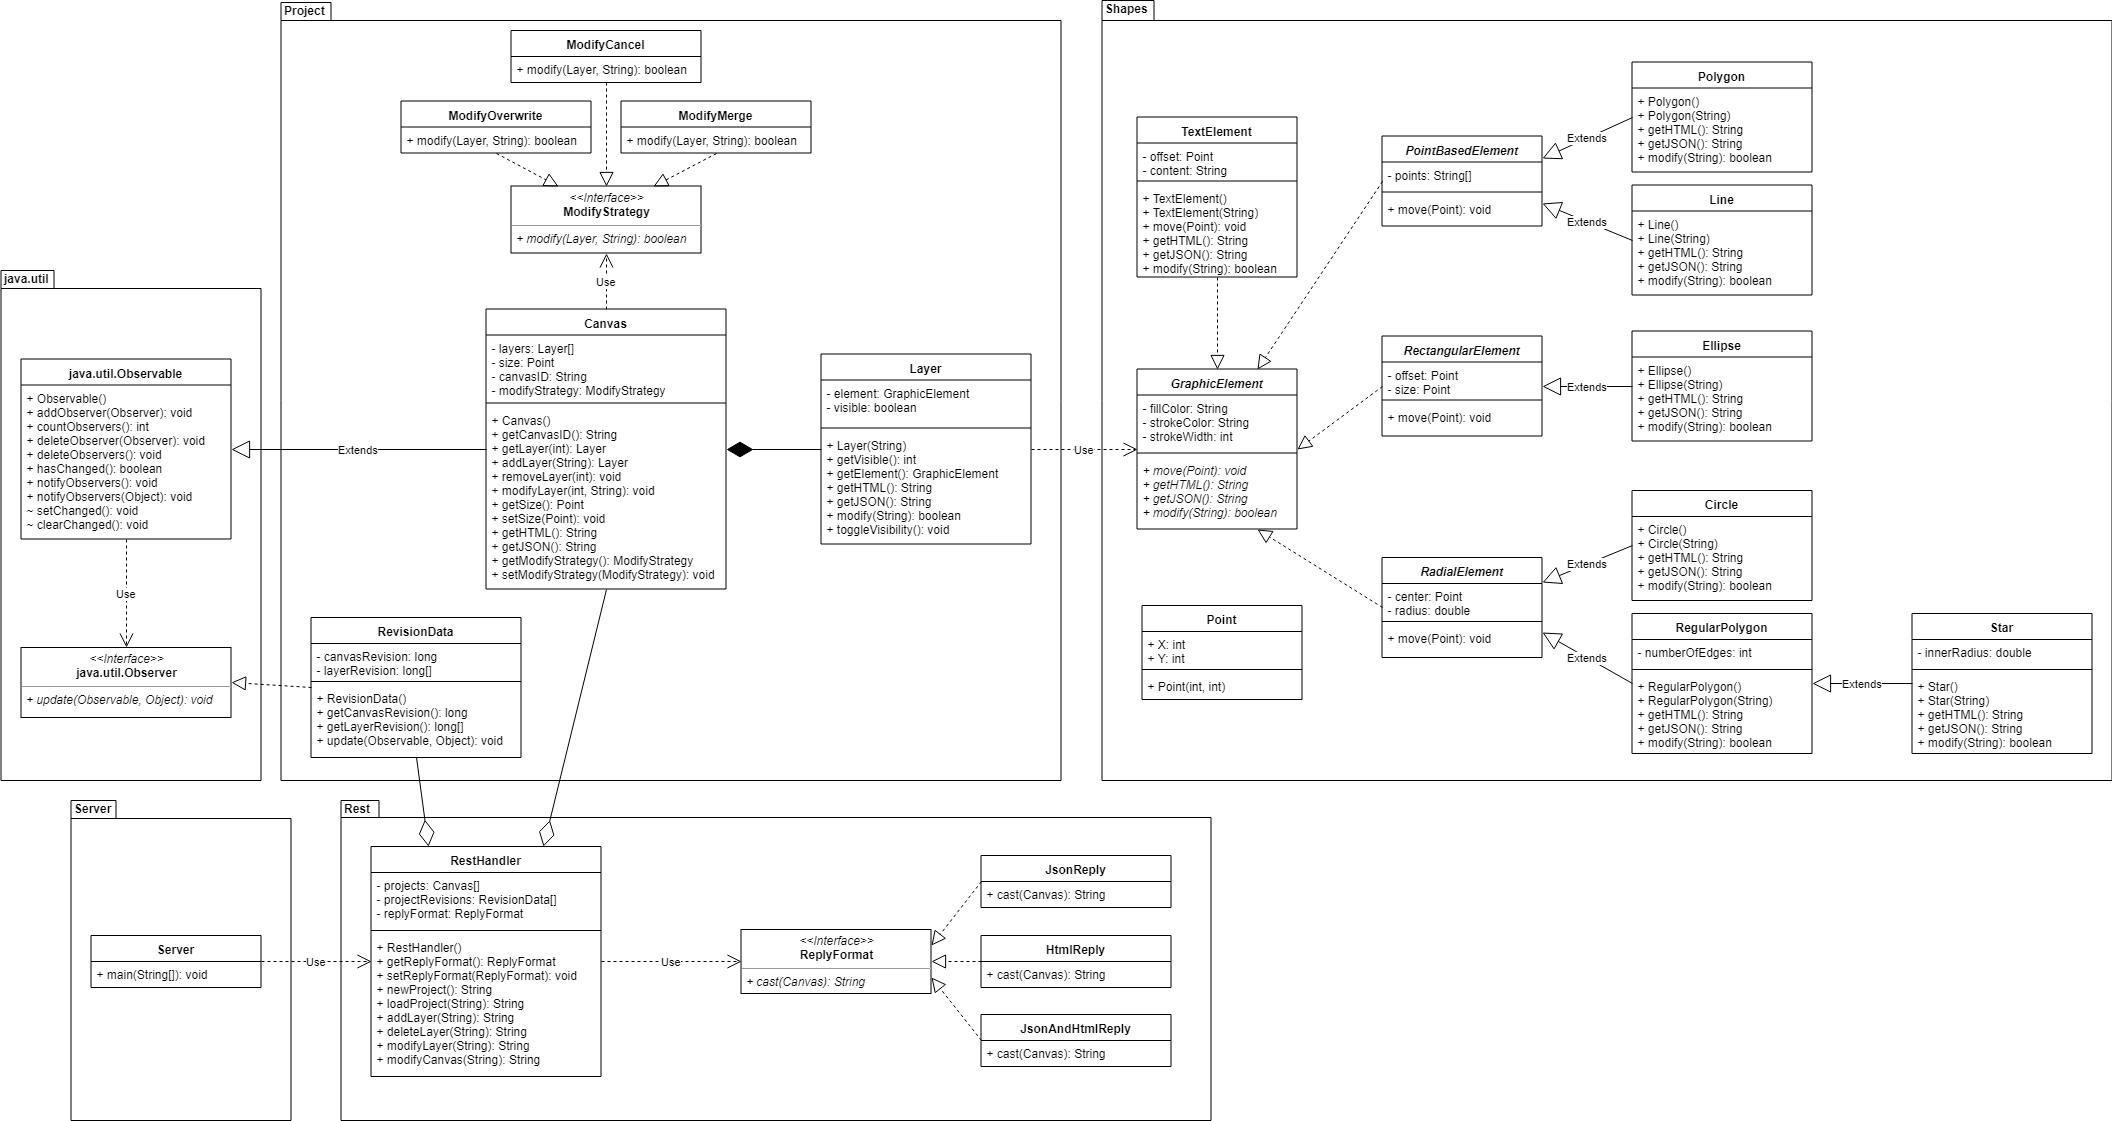 Project
ModifyCancel
+ modify(Layer, String): boolean
ModifyOverwrite
+ modify(Layer, String): boolean
ModifyMerge
+ modify(Layer, String): boolean
<<Interface>>
ModifyStrategy
+ modify(Layer, String): boolean
Use
Canvas
- layers: Layer[]
- size: Point
- canvasID: String
- modifyStrategy: ModifyStrategy
+ Canvas()
+ getCanvasID(): String
+ getLayer(int): Layer
+ addLayer(String): Layer
+ removeLayer(int): void
+ modifyLayer(int, String): void
+ getSize(): Point
+ setSize(Point): void
+ getHTML(): String
+ getJSON(): String
+ getModifyStrategy(): ModifyStrategy
+ setModifyStrategy(ModifyStrategy): void
Layer
- element: GraphicElement
- visible: boolean
+ Layer(String)
+ getVisible(): int
+ getElement(): GraphicElement
+ getHTML(): String
+ getJSON(): String
+ modify(String): boolean
+ toggleVisibility(): void
Use
Extends
RevisionData
- canvasRevision: long
- layerRevision: long[]
+ RevisionData()
+ getCanvasRevision(): long
+ getLayerRevision(): long[]
+ update(Observable, Object): void
java.util
java.util.Observable
+ Observable()
+ addObserver(Observer): void
+ countObservers(): int
+ deleteObserver(Observer): void
+ deleteObservers(): void
+ hasChanged(): boolean
+ notifyObservers(): void
+ notifyObservers(Object): void
~ setChanged(): void
~ clearChanged(): void
Use
<<Interface>>
java.util.Observer
+ update(Observable, Object): void
Shapes
TextElement
- offset: Point
- content: String
+ TextElement()
+ TextElement(String)
+ move(Point): void
+ getHTML(): String
+ getJSON(): String
+ modify(String): boolean
GraphicElement
- fillColor: String
- strokeColor: String
- strokeWidth: int
+ move(Point): void
+ getHTML(): String
+ getJSON(): String
+ modify(String): boolean
Point
+ X: int
+ Y: int
+ Point(int, int)
PointBasedElement
- points: String[]
+ move(Point): void
Extends
Extends
Polygon
+ Polygon()
+ Polygon(String)
+ getHTML(): String
+ getJSON(): String
+ modify(String): boolean
Line
+ Line()
+ Line(String)
+ getHTML(): String
+ getJSON(): String
+ modify(String): boolean
RectangularElement
- offset: Point
- size: Point
+ move(Point): void
Extends
Ellipse
+ Ellipse()
+ Ellipse(String)
+ getHTML(): String
+ getJSON(): String
+ modify(String): boolean
RadialElement
- center: Point
- radius: double
+ move(Point): void
Extends
Extends
Circle
+ Circle()
+ Circle(String)
+ getHTML(): String
+ getJSON(): String
+ modify(String): boolean
RegularPolygon
- numberOfEdges: int
+ RegularPolygon()
+ RegularPolygon(String)
+ getHTML(): String
+ getJSON(): String
+ modify(String): boolean
Extends
Star
- innerRadius: double
+ Star()
+ Star(String)
+ getHTML(): String
+ getJSON(): String
+ modify(String): boolean
Server
Server
+ main(String[]): void
Use
Rest
RestHandler
- projects: Canvas[]
- projectRevisions: RevisionData[]
- replyFormat: ReplyFormat
+ RestHandler()
+ getReplyFormat(): ReplyFormat
+ setReplyFormat(ReplyFormat): void
+ newProject(): String
+ loadProject(String): String
+ addLayer(String): String
+ deleteLayer(String): String
+ modifyLayer(String): String
+ modifyCanvas(String): String
Use
<<Interface>>
ReplyFormat
+ cast(Canvas): String
JsonReply
+ cast(Canvas): String
HtmlReply
+ cast(Canvas): String
JsonAndHtmlReply
+ cast(Canvas): String